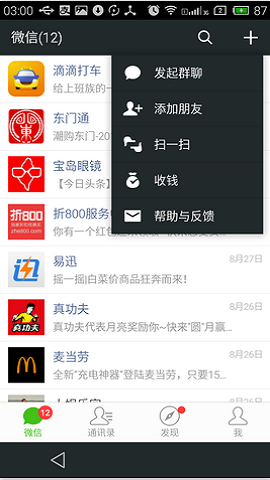 03:00
87
微信(12)
发起群聊
添加朋友
扫一扫
收钱
帮助与反馈
滴滴打车
给上班族的一
东门通
潮购东门·20
宝岛眼镜
【今日头条】
折800
zhe800.com
折800服务
你有一个红包
易迅
8月27日
摇一摇|白菜价商品狂奔而来!
真功夫
8月26日
真功夫代表月亮奖励你~快来"圆"月赢...
麦当劳
8月26日
全新"充电神器"登陆麦当劳，只要15...
8月26日
12
微信
通讯录
发现
我